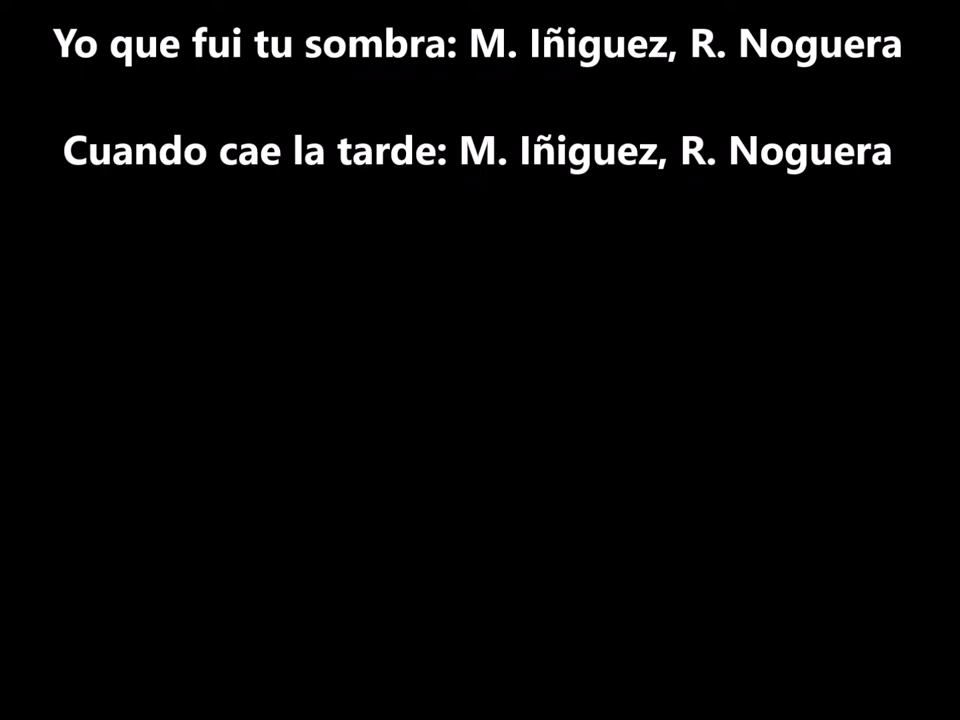 Yo que fui tu sombra: M. Iñiguez, R. Noguera
Cuando cae la tarde: M. Iñiguez, R. Noguera